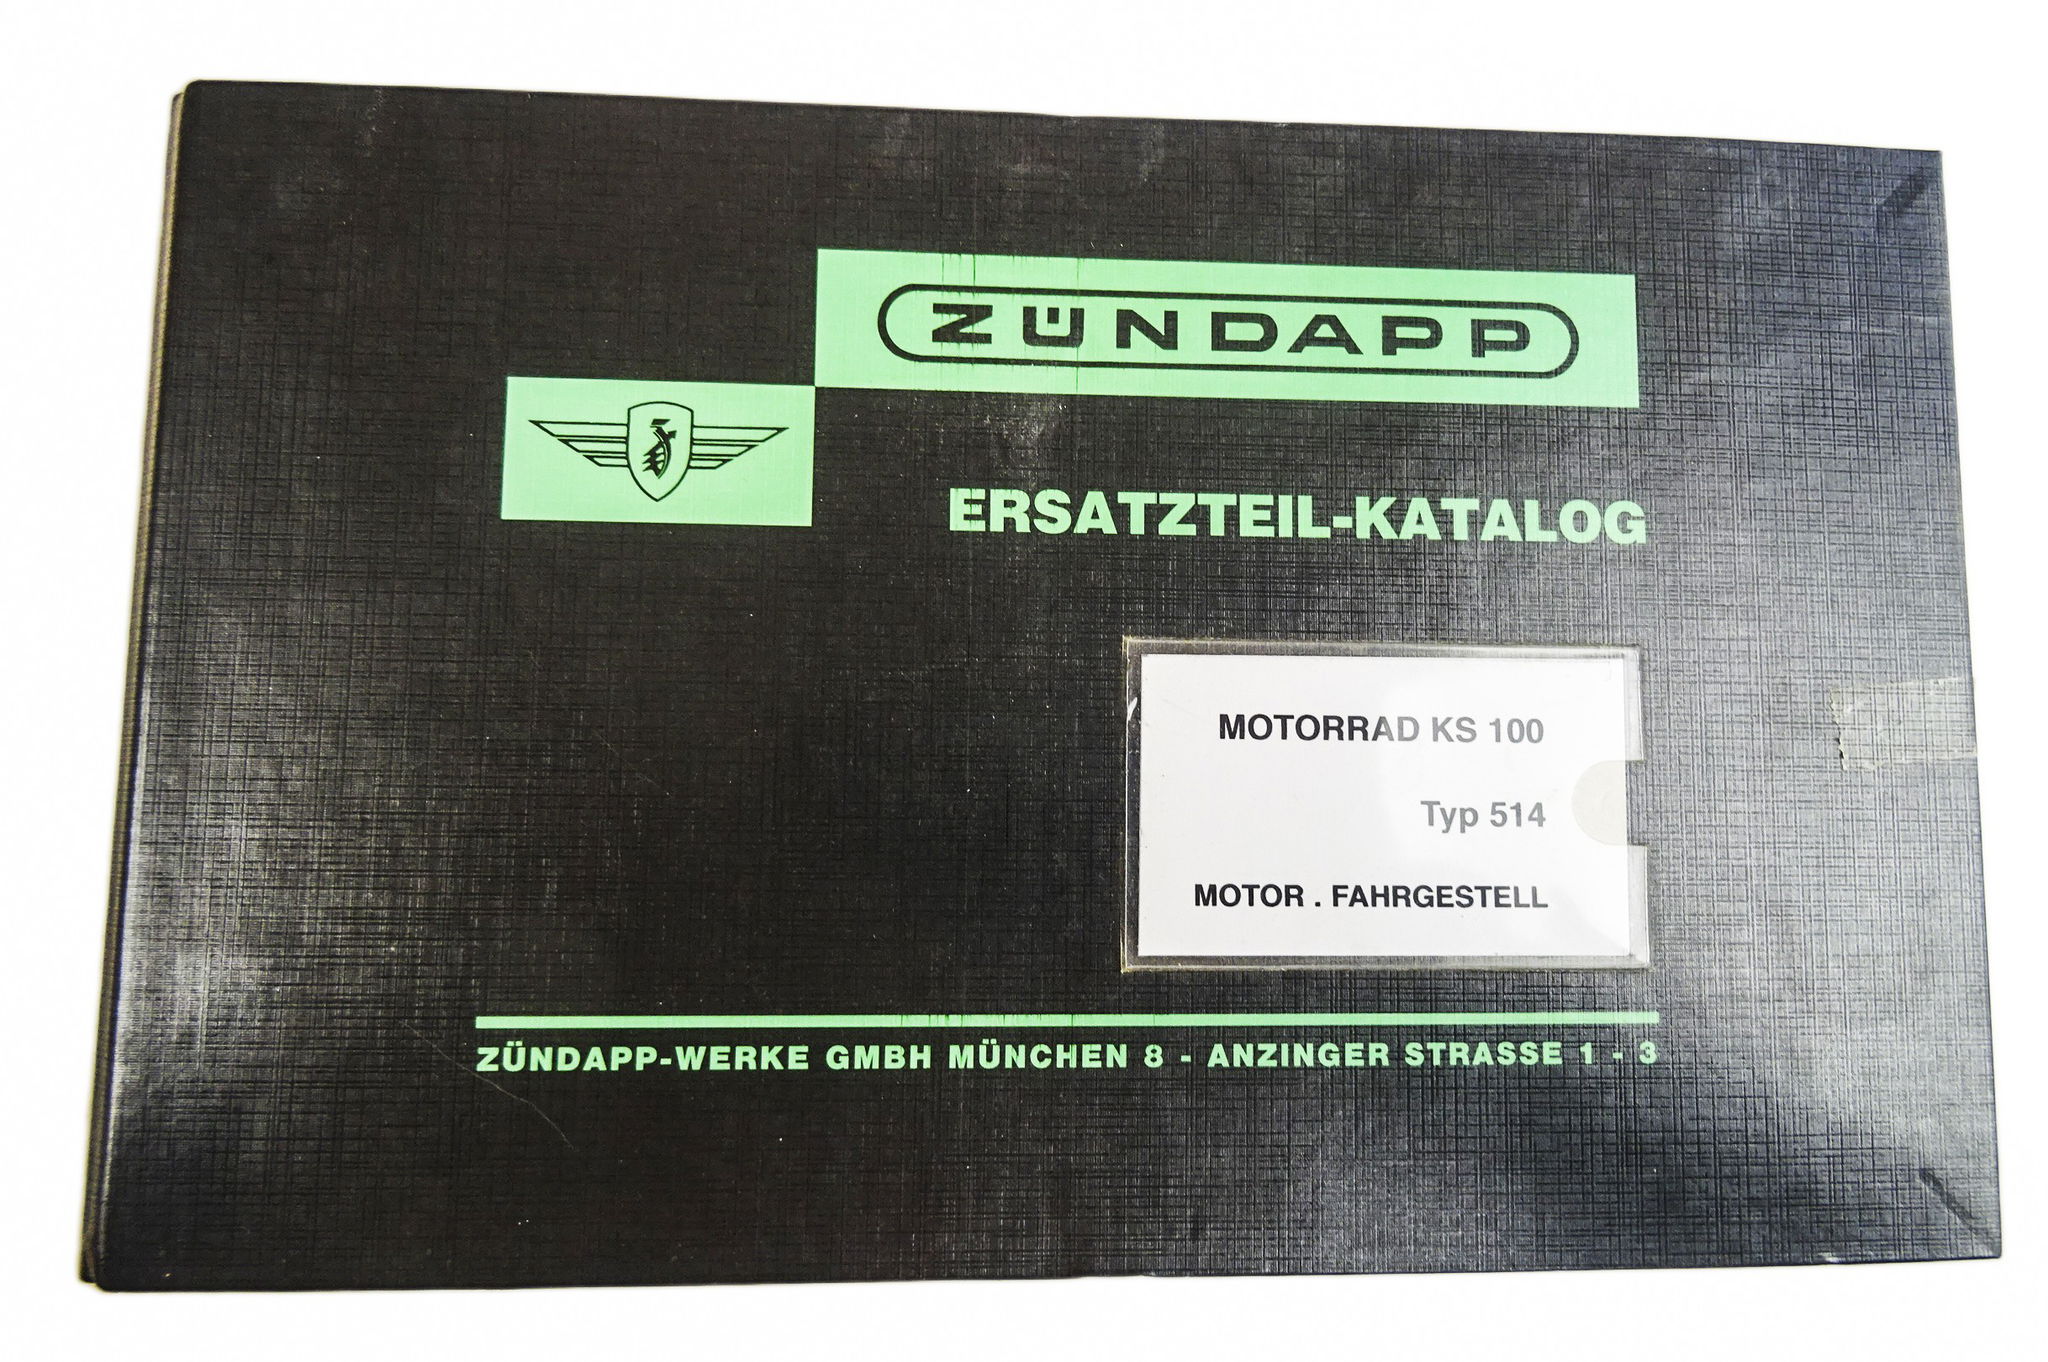 ZÜNDAPP
ERSATZTEIL-KATALOG
MOTORRAD KS 100
Typ 514
MOTOR . FAHRGESTELL
ZÜNDAPP-WERKE GMBH MÜNCHEN 8 - ANZINGER STRASSE 1 - 3